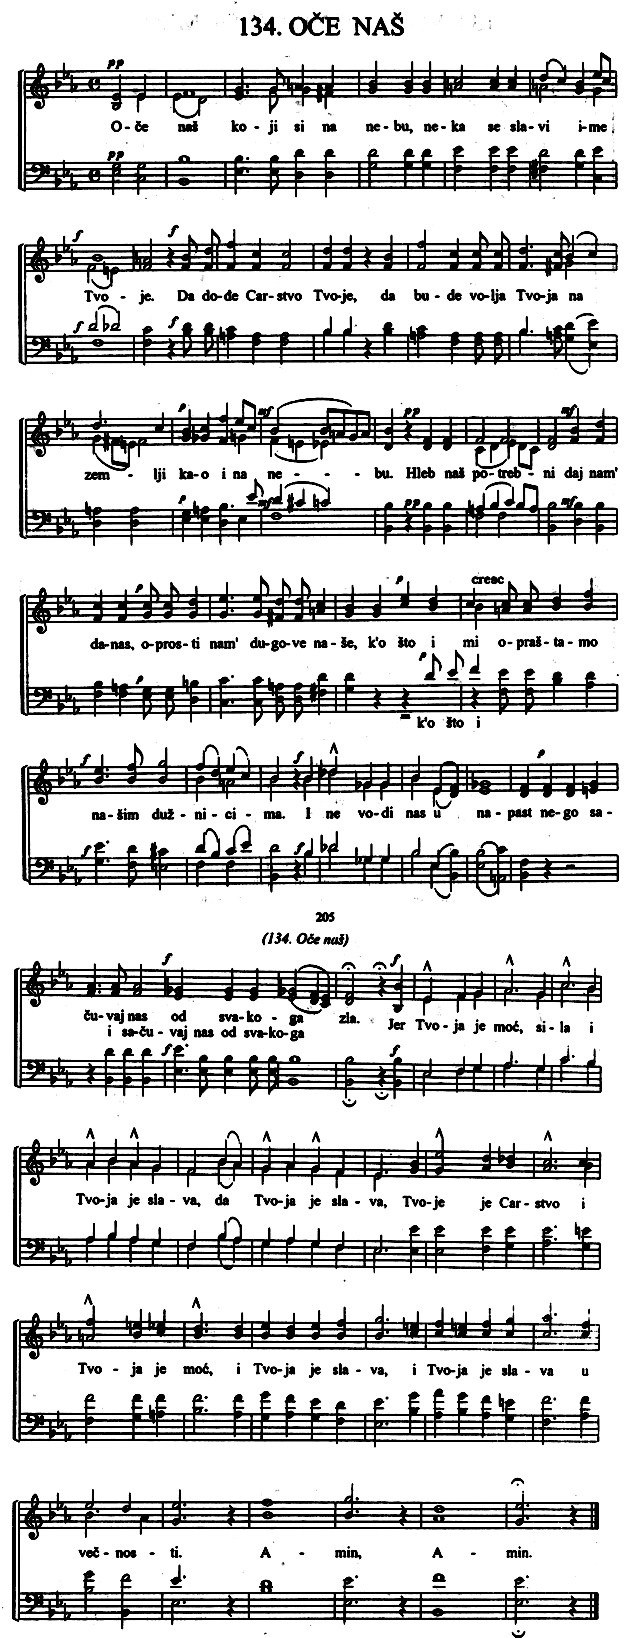 134. OČE NAŠ
pp
O - če naš ko - ji si na ne - bu, ne - ka se sla - vi i - me
pp
f f
Tvo - je. Da do - đe Car - stvo Tvo - je, da bu - de vo - lja Tvo - ja na
f f
p mf pp mf
zem - lji ka - o i na ne - - - bu. Hleb naš po - treb - ni daj nam'
p mf pp mf
p p cresc
da - nas, o - pros - ti nam' du - go - ve na - še, k'o što i mi o - praš - ta - mo
p p
k'o što i
f f p
na - šim duž - ni - ci - ma. I ne vo - di nas u na - past ne - go sa -
f f
205
(134. Oče naš)
f f
ču - vaj nas od sva - ko - ga zla. Jer Tvo - ja je moć, si - la i
i sa - ču - vaj nas od sva - ko - ga
f f
Tvo - ja je sla - va, da Tvo - ja je sla - va, Tvo - je je Car - stvo i
Tvo - ja je moć, i Tvo - ja je sla - va, i Tvo - ja je sla - va u
več - nos - ti. A - min, A - min.